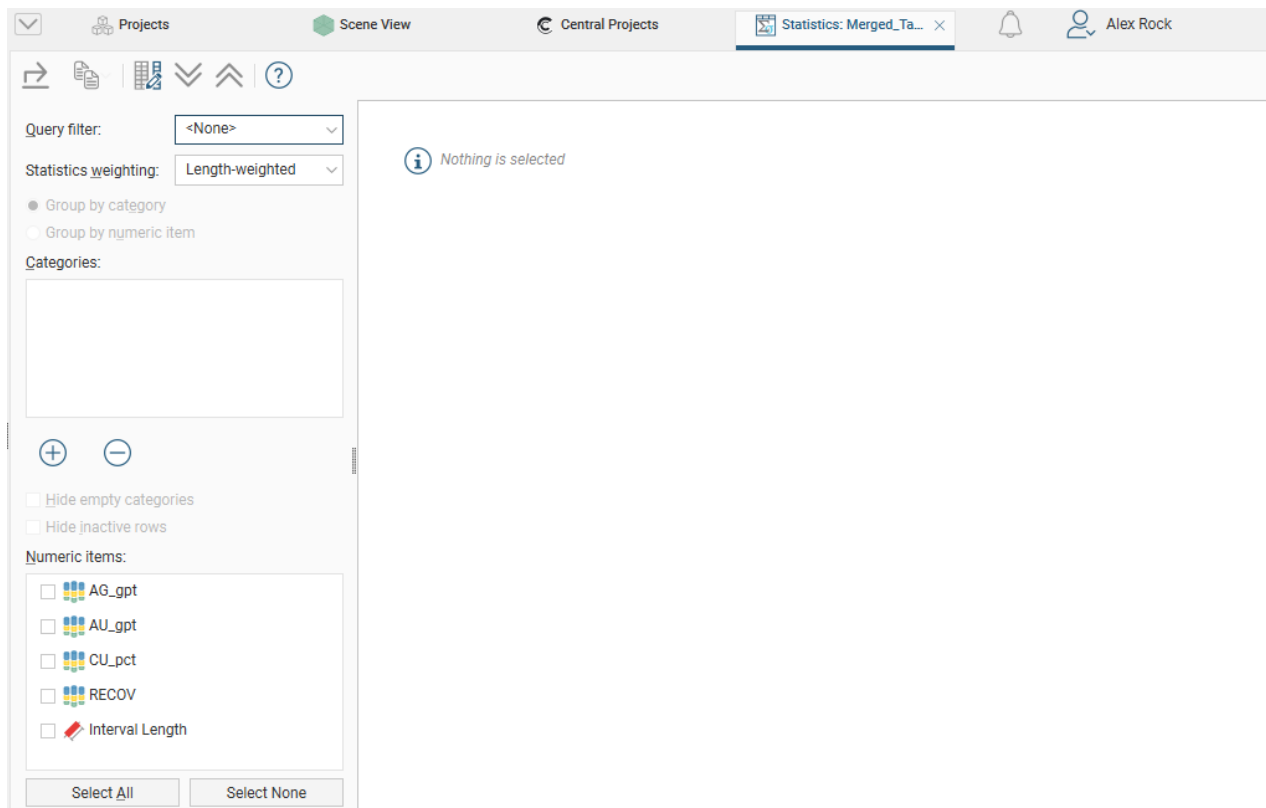 Projects
Scene View
Central Projects
Statistics: Merged_Ta...
Alex Rock
Query filter:
<None>
Statistics weighting:
Length-weighted
Group by category
Group by numeric item
Categories:
Nothing is selected
Hide empty categories
Hide inactive rows
Numeric items:
AG_gpt
AU_gpt
CU_pct
RECOV
Interval Length
Select All
Select None